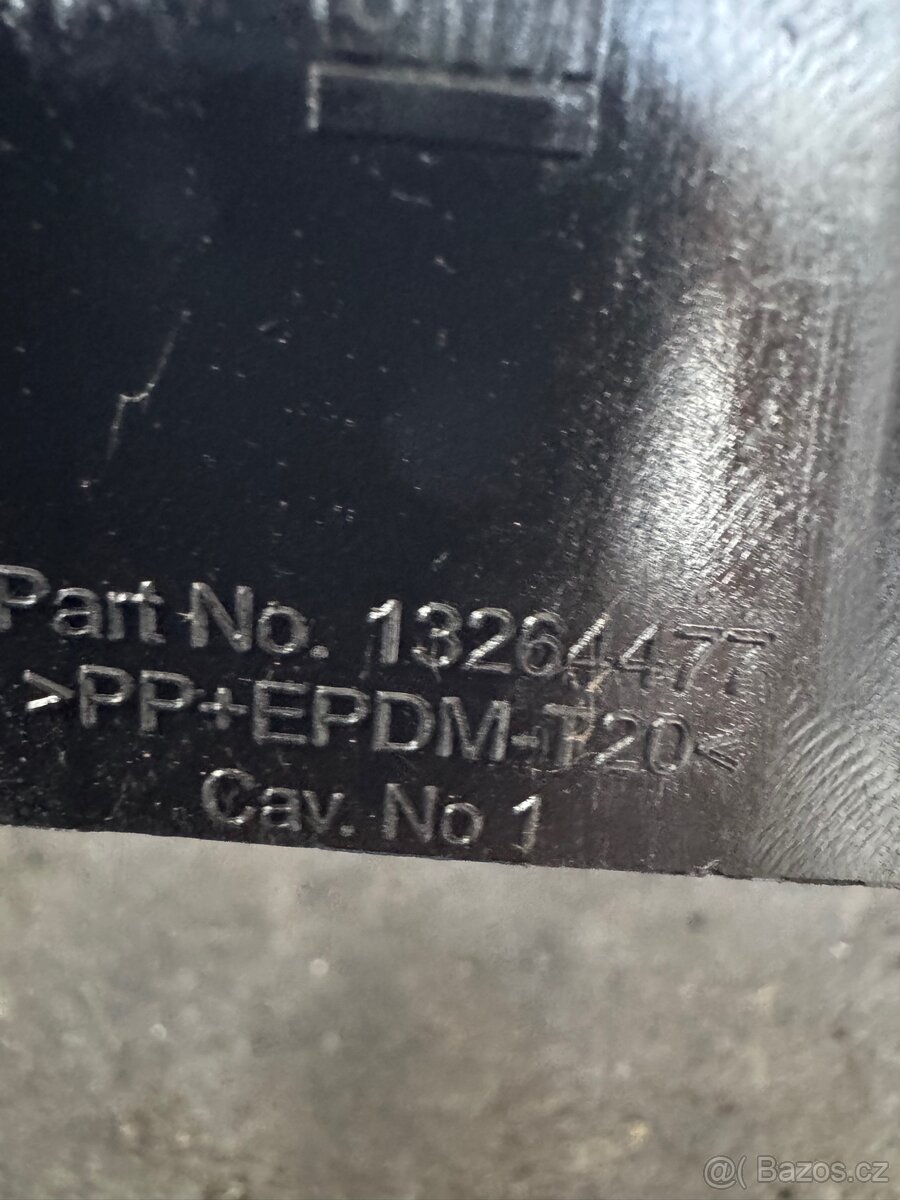 Part No. 13264477
>PP+EPDM-T20<
Cav. No 1
@( Bazos.cz